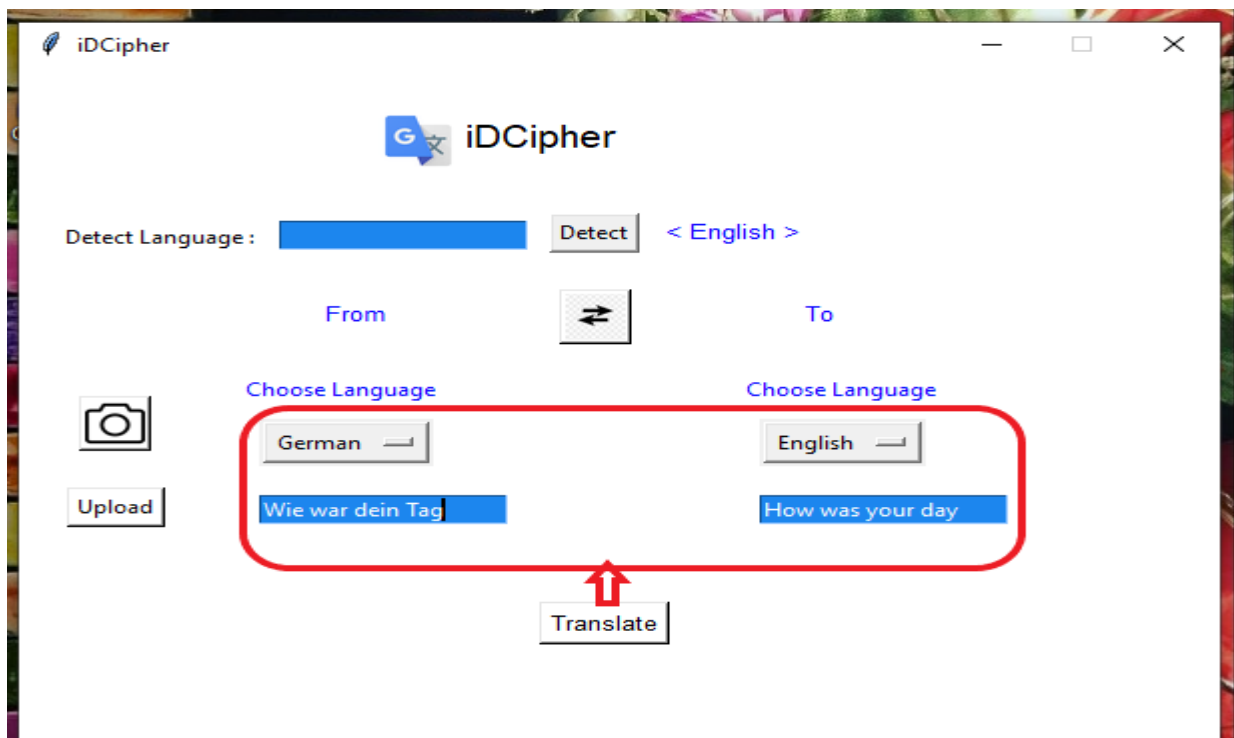 iDCipher
G 文 iDCipher
Detect Language : Detect < English >
From To
Choose Language Choose Language
German English
Upload Wie war dein Tag How was your day
Translate